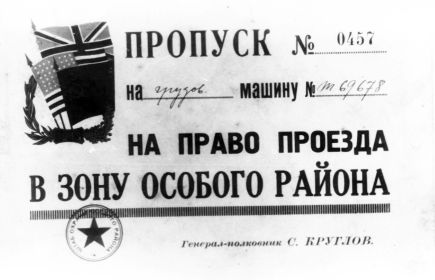 ПРОПУСК № 0457
на грузов. машину № Т 69678
НА ПРАВО ПРОЕЗДА
В ЗОНУ ОСОБОГО РАЙОНА
Генерал-полковник С. КРУГЛОВ.